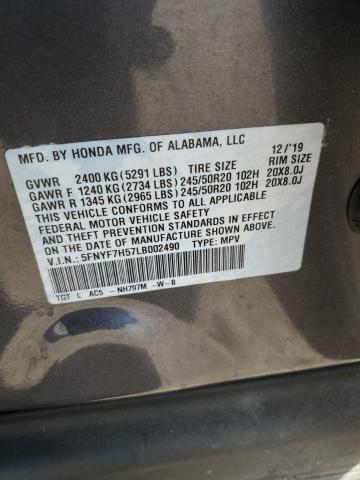 MFD. BY HONDA MFG. OF ALABAMA, LLC 12/'19
GVWR 2400 KG (5291 LBS) TIRE SIZE RIM SIZE
GAWR F 1240 KG (2734 LBS) 245/50R20 102H 20X8.0J
GAWR R 1345 KG (2965 LBS) 245/50R20 102H 20X8.0J
THIS VEHICLE CONFORMS TO ALL APPLICABLE
FEDERAL MOTOR VEHICLE SAFETY AND
THEFT PREVENTION STANDARDS IN EFFECT ON
THE DATE OF MANUFACTURE SHOWN ABOVE.
V.I.N.: 5FNYF7H57LB002490 TYPE: MPV
TGT L AC5 - NH797M -W-B